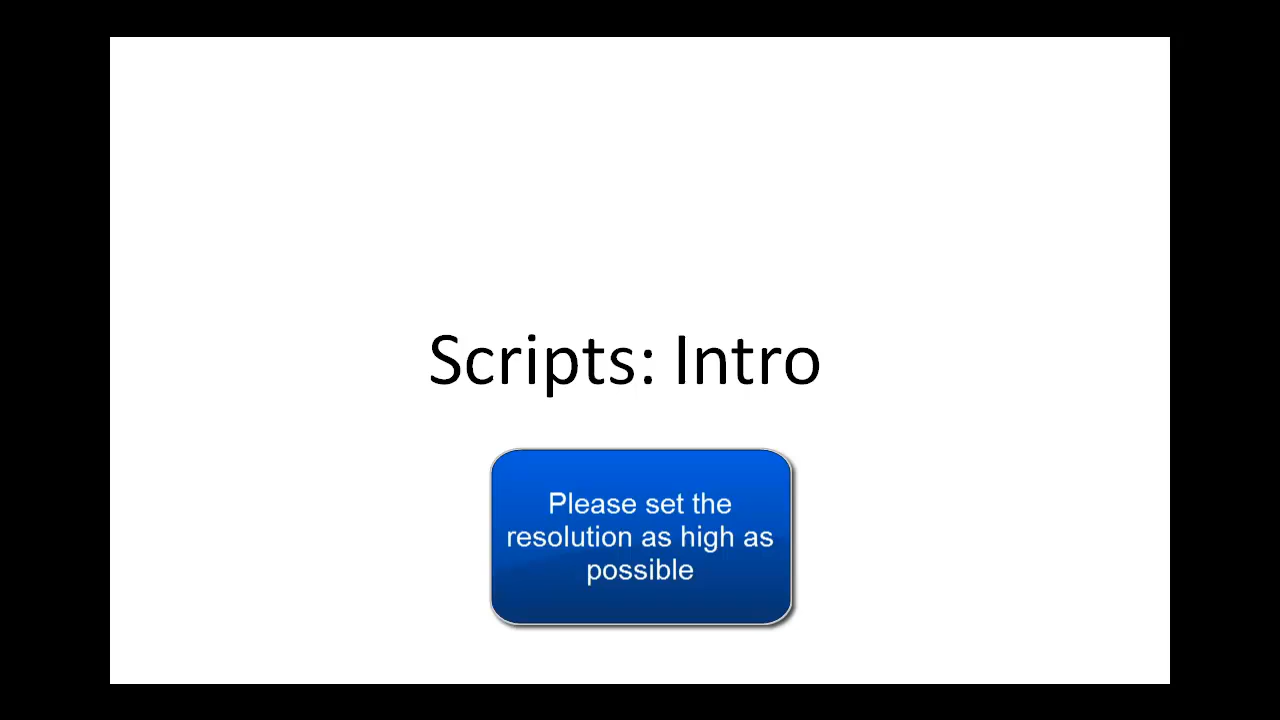 Scripts: Intro
Please set the
resolution as high as
possible